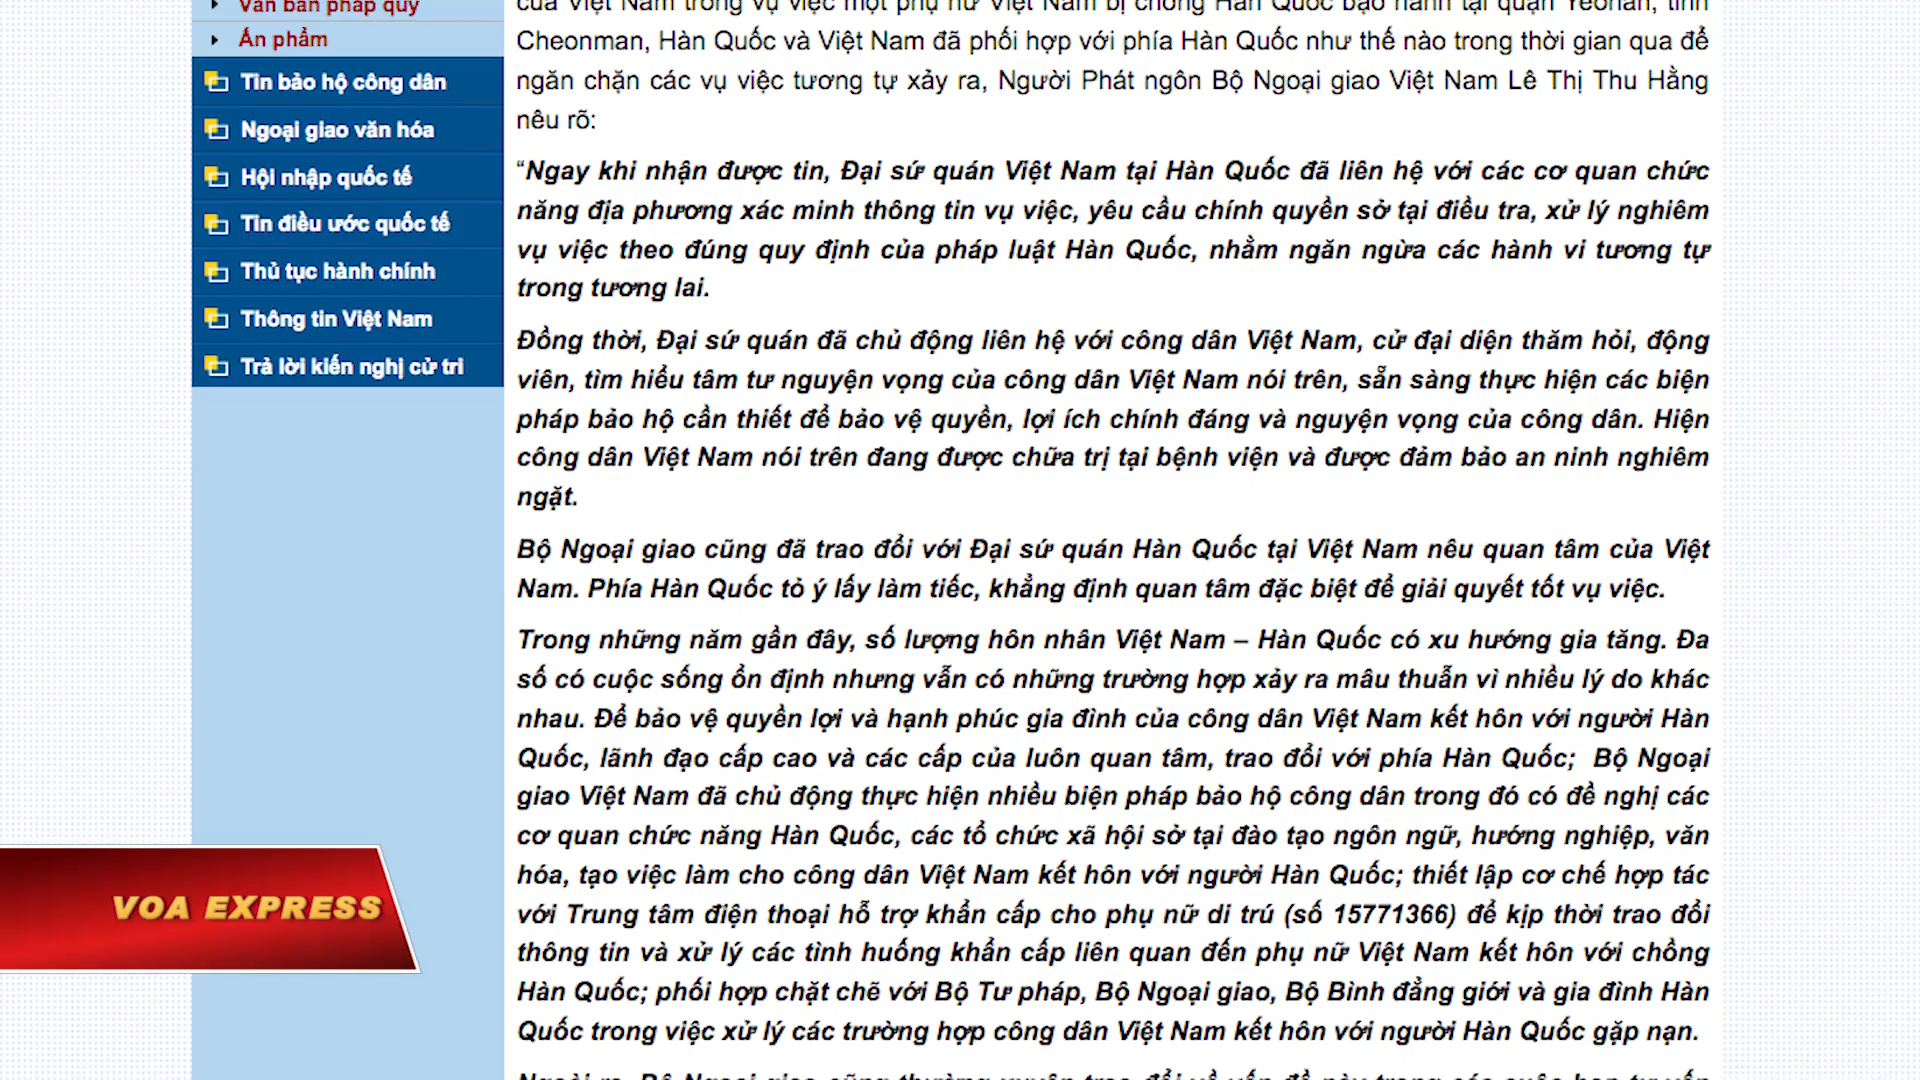 Văn bản pháp quy
Ấn phẩm
Tin bảo hộ công dân
Ngoại giao văn hóa
Hội nhập quốc tế
Tin điều ước quốc tế
Thủ tục hành chính
Thông tin Việt Nam
Trả lời kiến nghị cử tri
của Việt Nam trong vụ việc một phụ nữ Việt Nam bị chồng Hàn Quốc bạo hành tại quận Yeonan, tỉnh
Cheonman, Hàn Quốc và Việt Nam đã phối hợp với phía Hàn Quốc như thế nào trong thời gian qua để
ngăn chặn các vụ việc tương tự xảy ra, Người Phát ngôn Bộ Ngoại giao Việt Nam Lê Thị Thu Hằng
nêu rõ:
“Ngay khi nhận được tin, Đại sứ quán Việt Nam tại Hàn Quốc đã liên hệ với các cơ quan chức
năng địa phương xác minh thông tin vụ việc, yêu cầu chính quyền sở tại điều tra, xử lý nghiêm
vụ việc theo đúng quy định của pháp luật Hàn Quốc, nhằm ngăn ngừa các hành vi tương tự
trong tương lai.
Đồng thời, Đại sứ quán đã chủ động liên hệ với công dân Việt Nam, cử đại diện thăm hỏi, động
viên, tìm hiểu tâm tư nguyện vọng của công dân Việt Nam nói trên, sẵn sàng thực hiện các biện
pháp bảo hộ cần thiết để bảo vệ quyền, lợi ích chính đáng và nguyện vọng của công dân. Hiện
công dân Việt Nam nói trên đang được chữa trị tại bệnh viện và được đảm bảo an ninh nghiêm
ngặt.
Bộ Ngoại giao cũng đã trao đổi với Đại sứ quán Hàn Quốc tại Việt Nam nêu quan tâm của Việt
Nam. Phía Hàn Quốc tỏ ý lấy làm tiếc, khẳng định quan tâm đặc biệt để giải quyết tốt vụ việc.
Trong những năm gần đây, số lượng hôn nhân Việt Nam – Hàn Quốc có xu hướng gia tăng. Đa
số có cuộc sống ổn định nhưng vẫn có những trường hợp xảy ra mâu thuẫn vì nhiều lý do khác
nhau. Để bảo vệ quyền lợi và hạnh phúc gia đình của công dân Việt Nam kết hôn với người Hàn
Quốc, lãnh đạo cấp cao và các cấp của luôn quan tâm, trao đổi với phía Hàn Quốc; Bộ Ngoại
giao Việt Nam đã chủ động thực hiện nhiều biện pháp bảo hộ công dân trong đó có đề nghị các
cơ quan chức năng Hàn Quốc, các tổ chức xã hội sở tại đào tạo ngôn ngữ, hướng nghiệp, văn
hóa, tạo việc làm cho công dân Việt Nam kết hôn với người Hàn Quốc; thiết lập cơ chế hợp tác
với Trung tâm điện thoại hỗ trợ khẩn cấp cho phụ nữ di trú (số 15771366) để kịp thời trao đổi
thông tin và xử lý các tình huống khẩn cấp liên quan đến phụ nữ Việt Nam kết hôn với chồng
Hàn Quốc; phối hợp chặt chẽ với Bộ Tư pháp, Bộ Ngoại giao, Bộ Bình đẳng giới và gia đình Hàn
Quốc trong việc xử lý các trường hợp công dân Việt Nam kết hôn với người Hàn Quốc gặp nạn.
VOA EXPRESS